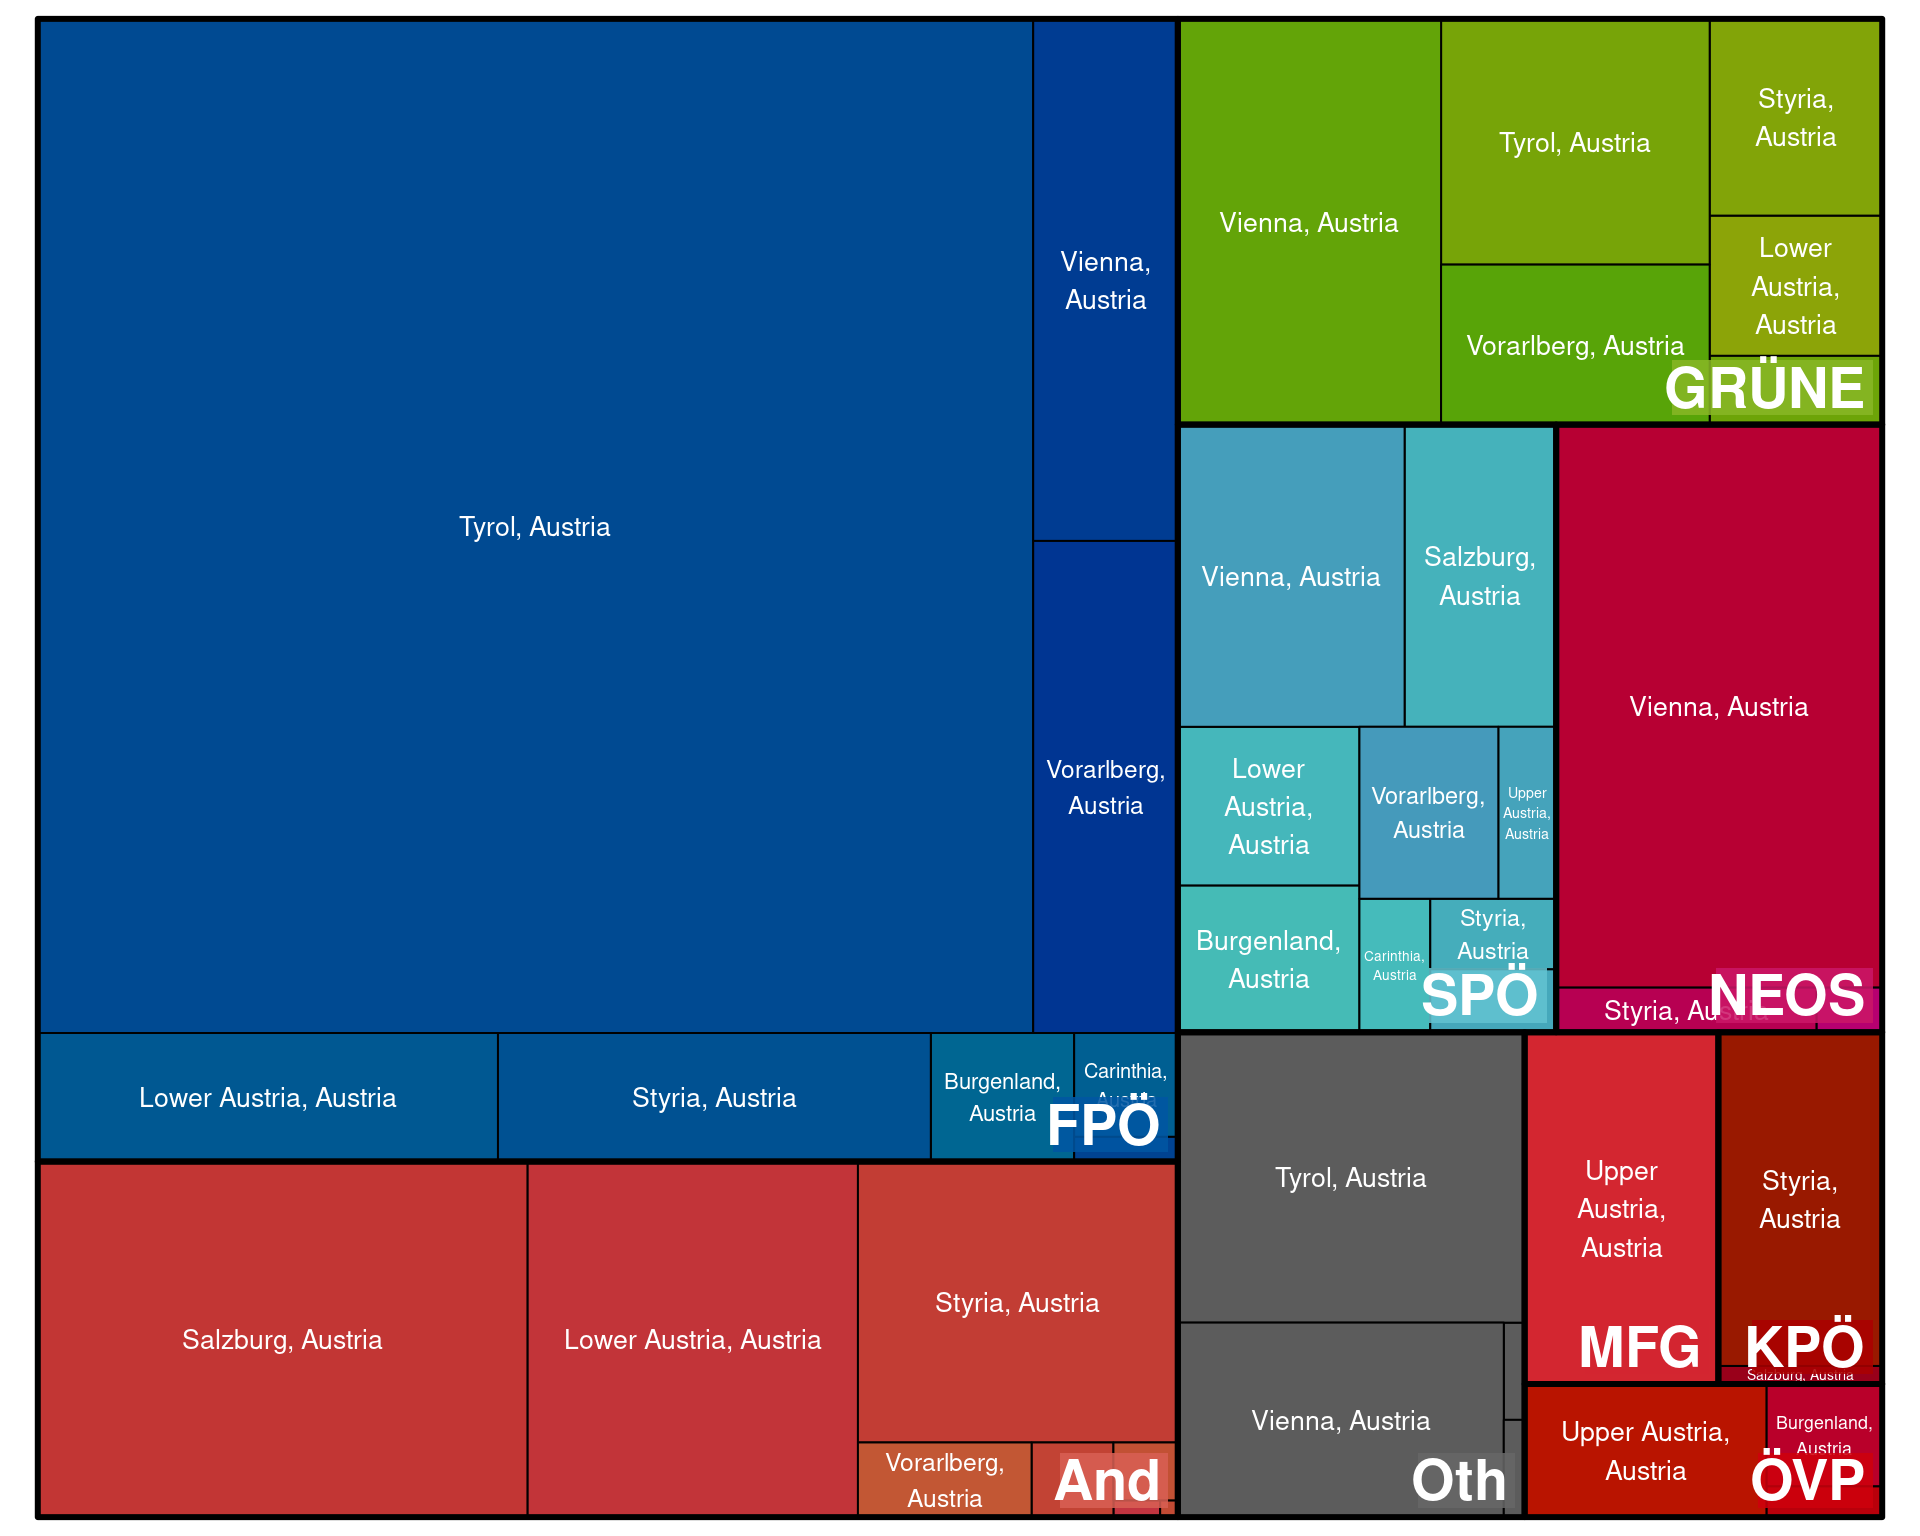 Tyrol, Austria
Vienna,
Austria
Vorarlberg,
Austria
Lower Austria, Austria
Styria, Austria
Burgenland,
Austria
Carinthia,
Austria
FPÖ
Salzburg, Austria
Lower Austria, Austria
Styria, Austria
Vorarlberg,
Austria
And
Vienna, Austria
Tyrol, Austria
Vorarlberg, Austria
Styria,
Austria
Lower
Austria,
Austria
GRÜNE
Vienna, Austria
Salzburg,
Austria
Lower
Austria,
Austria
Burgenland,
Austria
Vorarlberg,
Austria
Upper
Austria,
Austria
Carinthia,
Austria
Styria,
Austria
SPÖ
Vienna, Austria
Styria, Austria
NEOS
Tyrol, Austria
Vienna, Austria
Oth
Upper
Austria,
Austria
MFG
Styria,
Austria
KPÖ
Salzburg, Austria
Upper Austria,
Austria
Burgenland,
Austria
ÖVP